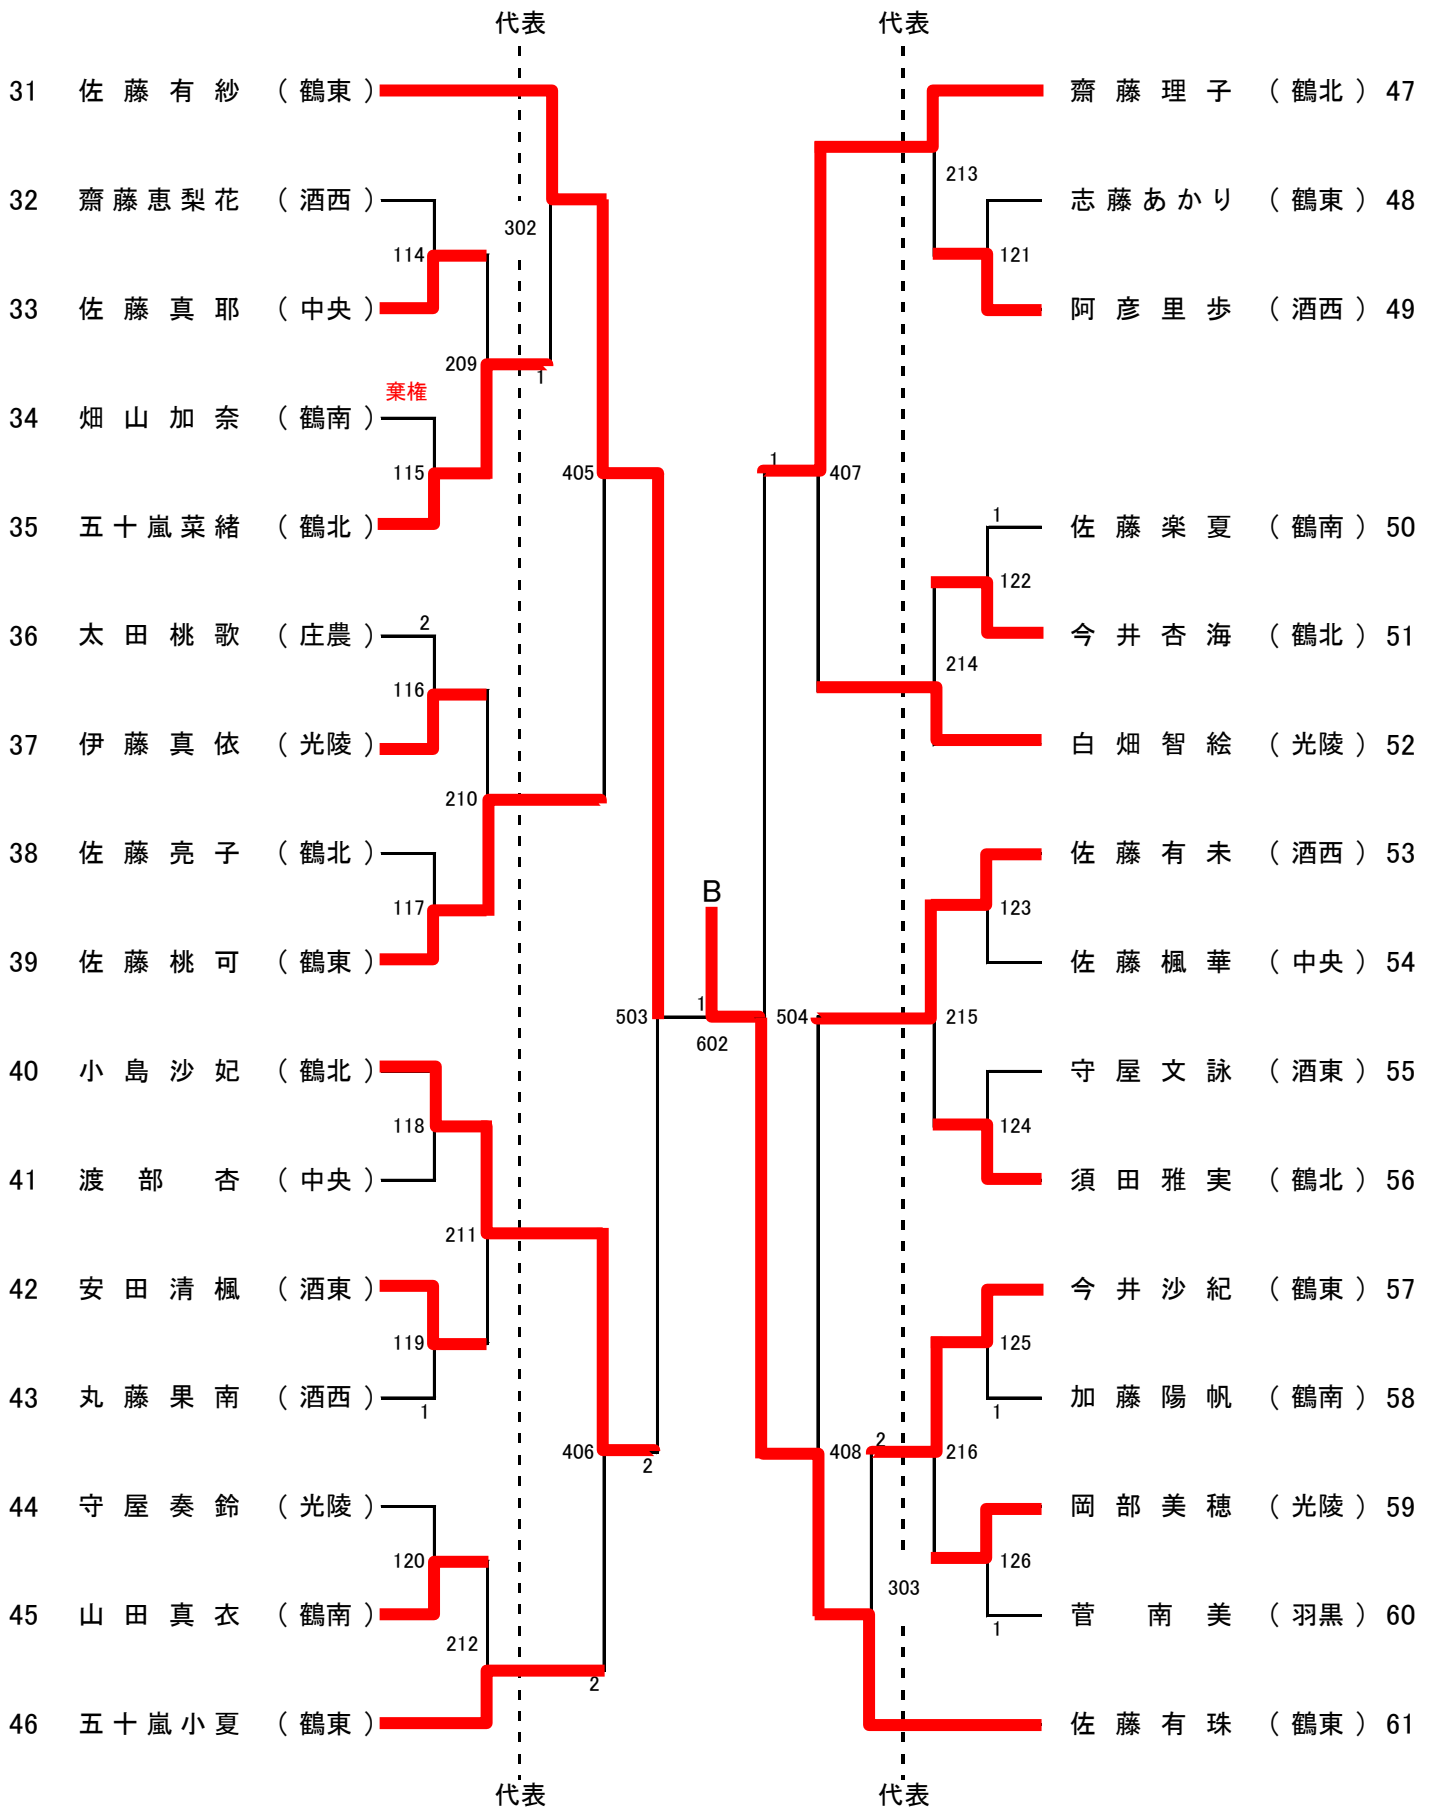 代表
代表
31 佐藤有紗 （鶴東）
32 齋藤恵梨花 （酒西）
33 佐藤真耶 （中央）
34 畑山加奈 （鶴南）
35 五十嵐菜緒 （鶴北）
36 太田桃歌 （庄農）
37 伊藤真依 （光陵）
38 佐藤亮子 （鶴北）
39 佐藤桃可 （鶴東）
40 小島沙妃 （鶴北）
41 渡部 杏 （中央）
42 安田清楓 （酒東）
43 丸藤果南 （酒西）
44 守屋奏鈴 （光陵）
45 山田真衣 （鶴南）
46 五十嵐小夏 （鶴東）
棄権
114
115
2
116
117
118
119
1
120
209
210
211
212
302
1
405
406
2
2
503
B
1
602
1
504
407
408
2
303
213
214
215
216
121
1
122
123
124
125
1
126
1
齋藤理子 （鶴北） 47
志藤あかり （鶴東） 48
阿彦里歩 （酒西） 49
佐藤楽夏 （鶴南） 50
今井杏海 （鶴北） 51
白畑智絵 （光陵） 52
佐藤有未 （酒西） 53
佐藤楓華 （中央） 54
守屋文詠 （酒東） 55
須田雅実 （鶴北） 56
今井沙紀 （鶴東） 57
加藤陽帆 （鶴南） 58
岡部美穂 （光陵） 59
菅 南美 （羽黒） 60
佐藤有珠 （鶴東） 61
代表
代表